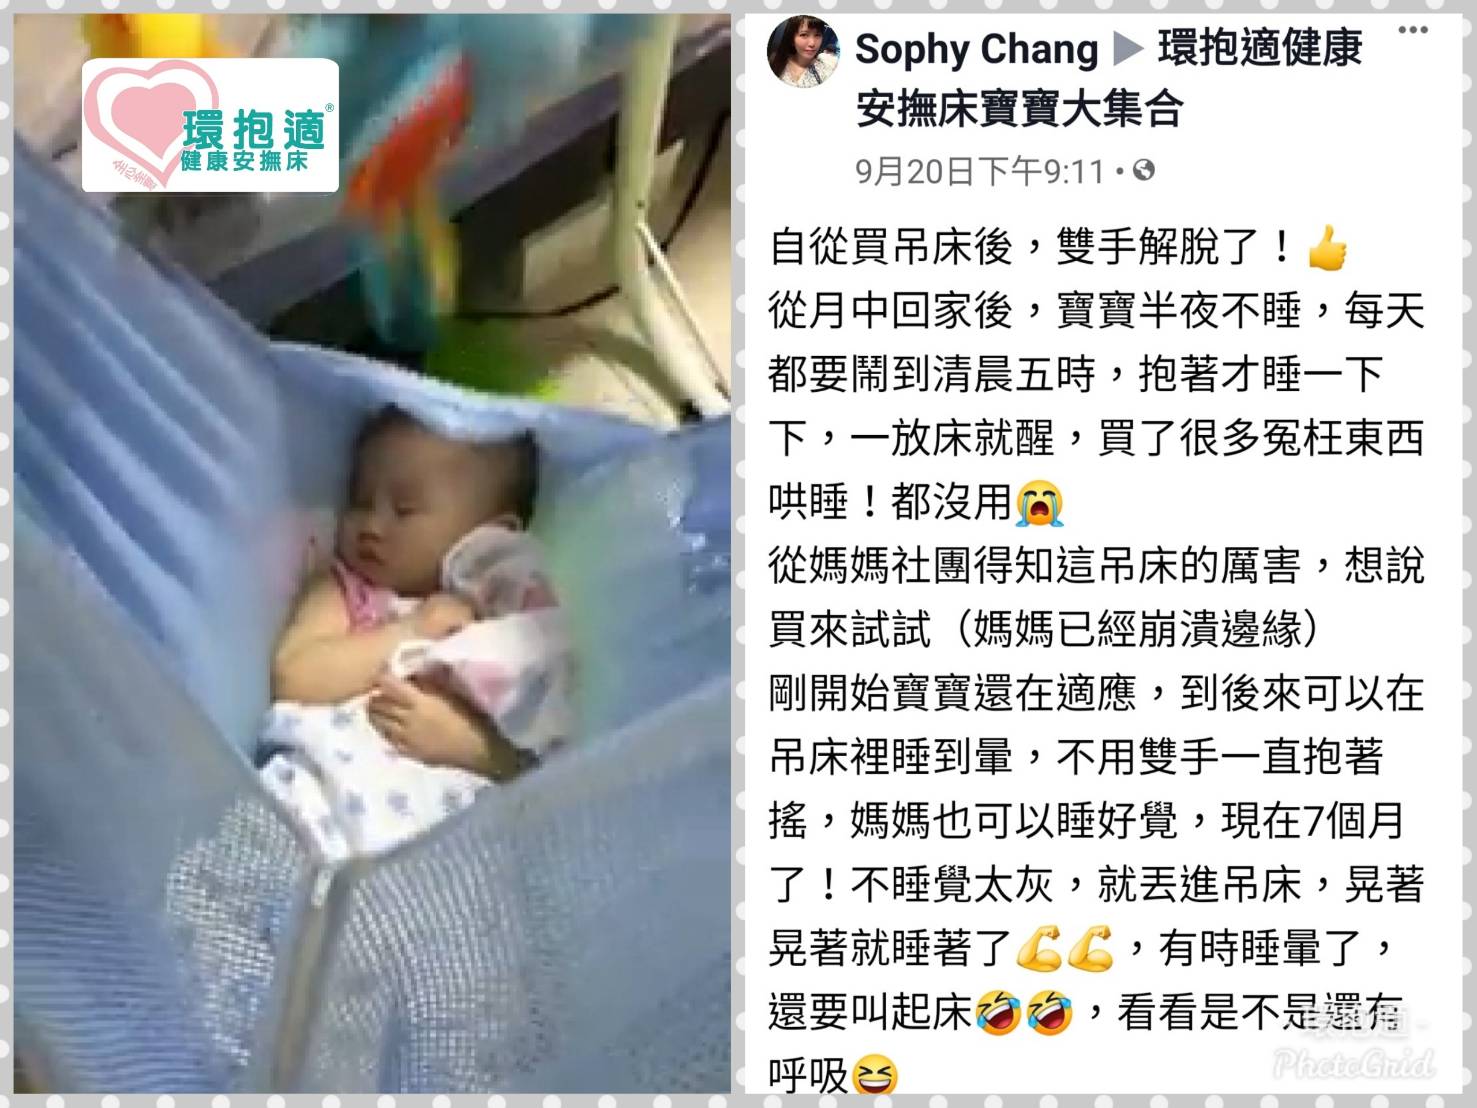 環抱適®
健康安撫床
Sophy Chang ▶ 環抱適健康
安撫床寶寶大集合
9月20日下午9:11 •
自從買吊床後，雙手解脫了！👍
從月中回家後，寶寶半夜不睡，每天
都要鬧到清晨五時，抱著才睡一下
下，一放床就醒，買了很多冤枉東西
哄睡！都沒用😭
從媽媽社團得知這吊床的厲害，想說
買來試試（媽媽已經崩潰邊緣）
剛開始寶寶還在適應，到後來可以在
吊床裡睡到暈，不用雙手一直抱著
搖，媽媽也可以睡好覺，現在7個月
了！不睡覺太灰，就丟進吊床，晃著
晃著就睡著了💪💪，有時睡暈了，
還要叫起床🤣🤣，看看是不是還有
呼吸😆
- 環抱適 -
PhotoGrid